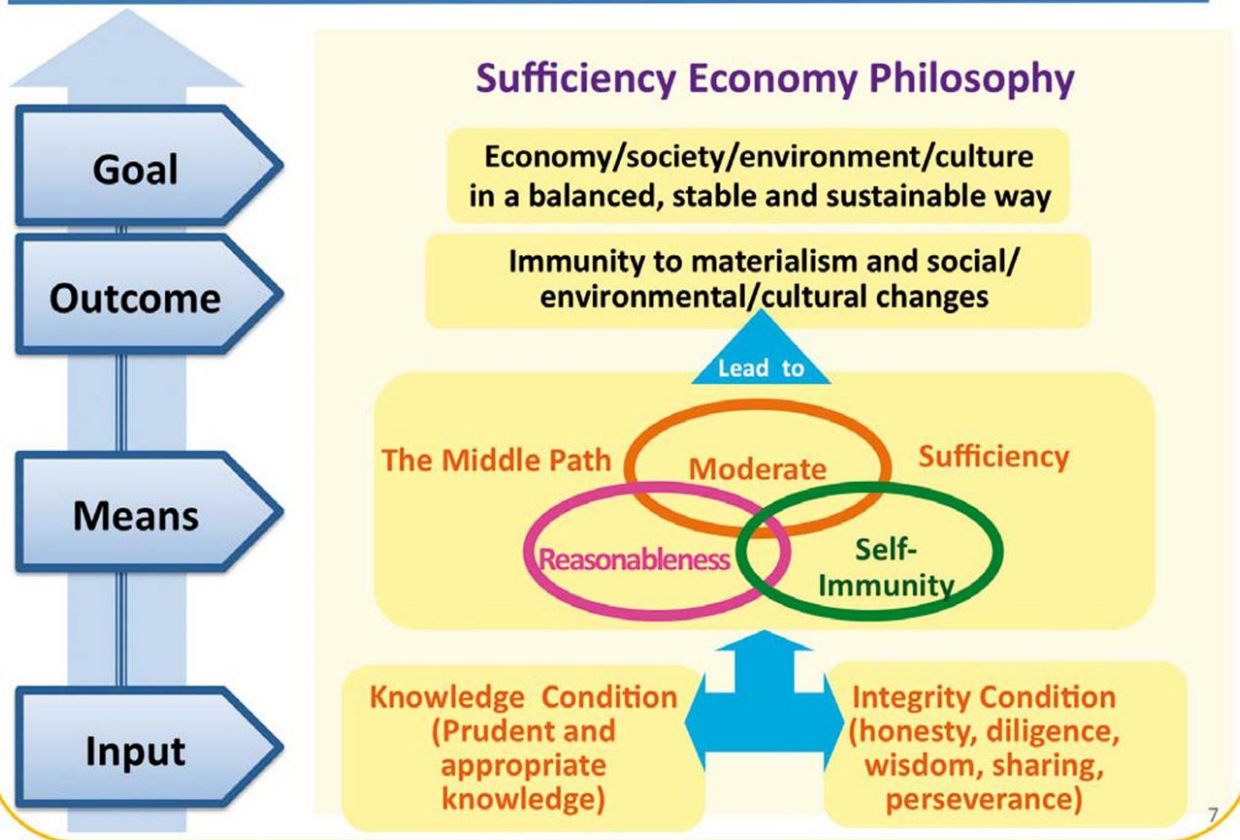 Sufficiency Economy Philosophy
Goal
Economy/society/environment/culture
in a balanced, stable and sustainable way
Outcome
Immunity to materialism and social/
environmental/cultural changes
Lead to
Means
The Middle Path
Moderate
Sufficiency
Reasonableness
Self-
Immunity
Input
Knowledge Condition
(Prudent and
appropriate
knowledge)
Integrity Condition
(honesty, diligence,
wisdom, sharing,
perseverance)
7